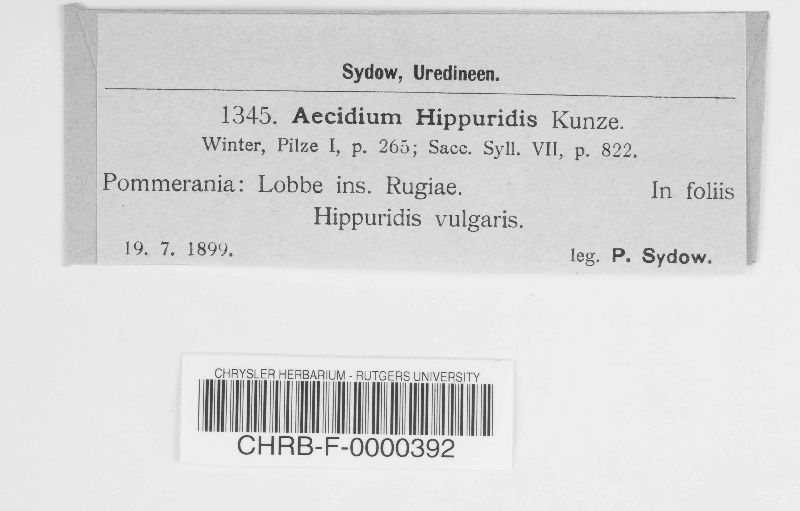 Sydow, Uredineen.
1345. Aecidium Hippuridis Kunze.
Winter, Pilze I, p. 265; Sacc. Syll. VII, p. 822.
Pommerania: Lobbe ins. Rugiae. In foliis
Hippuridis vulgaris.
19. 7. 1899. leg. P. Sydow.
CHRYSLER HERBARIUM - RUTGERS UNIVERSITY
CHRB-F-0000392